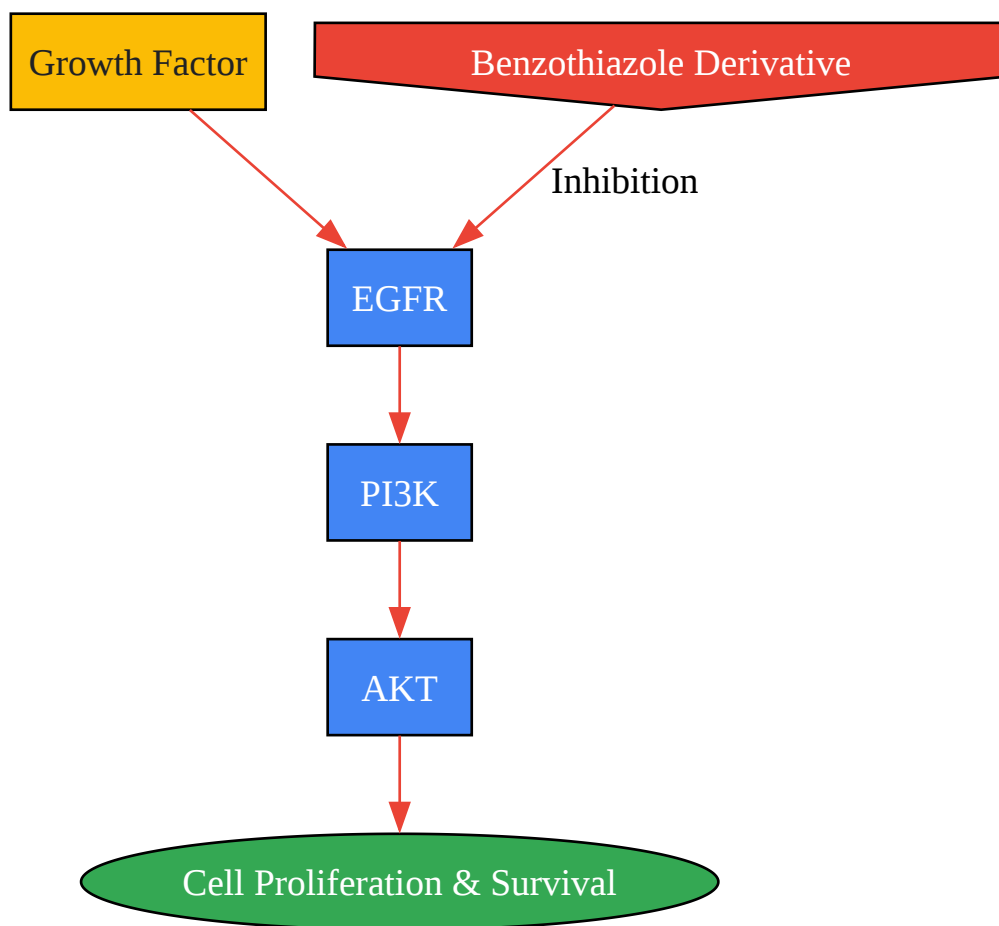 Growth Factor
Benzothiazole Derivative
Inhibition
EGFR
PI3K
AKT
Cell Proliferation & Survival